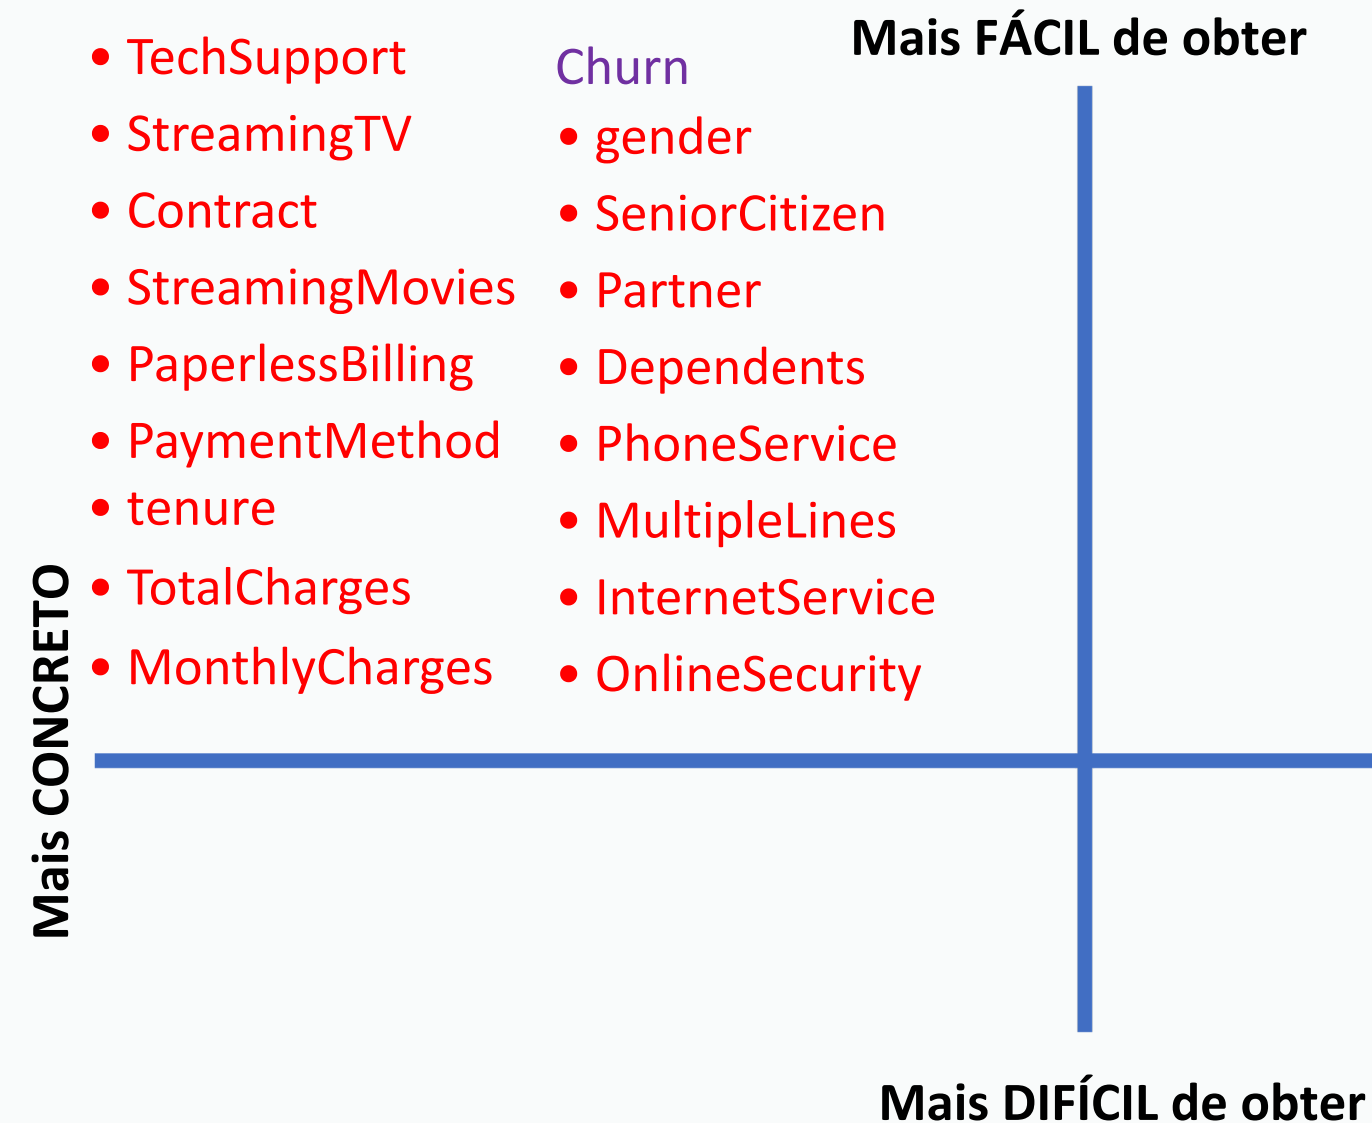 Mais FÁCIL de obter
• TechSupport
• StreamingTV
• Contract
• StreamingMovies
• PaperlessBilling
• PaymentMethod
• tenure
• TotalCharges
• MonthlyCharges
Churn
• gender
• SeniorCitizen
• Partner
• Dependents
• PhoneService
• MultipleLines
• InternetService
• OnlineSecurity
Mais CONCRETO
Mais DIFÍCIL de obter